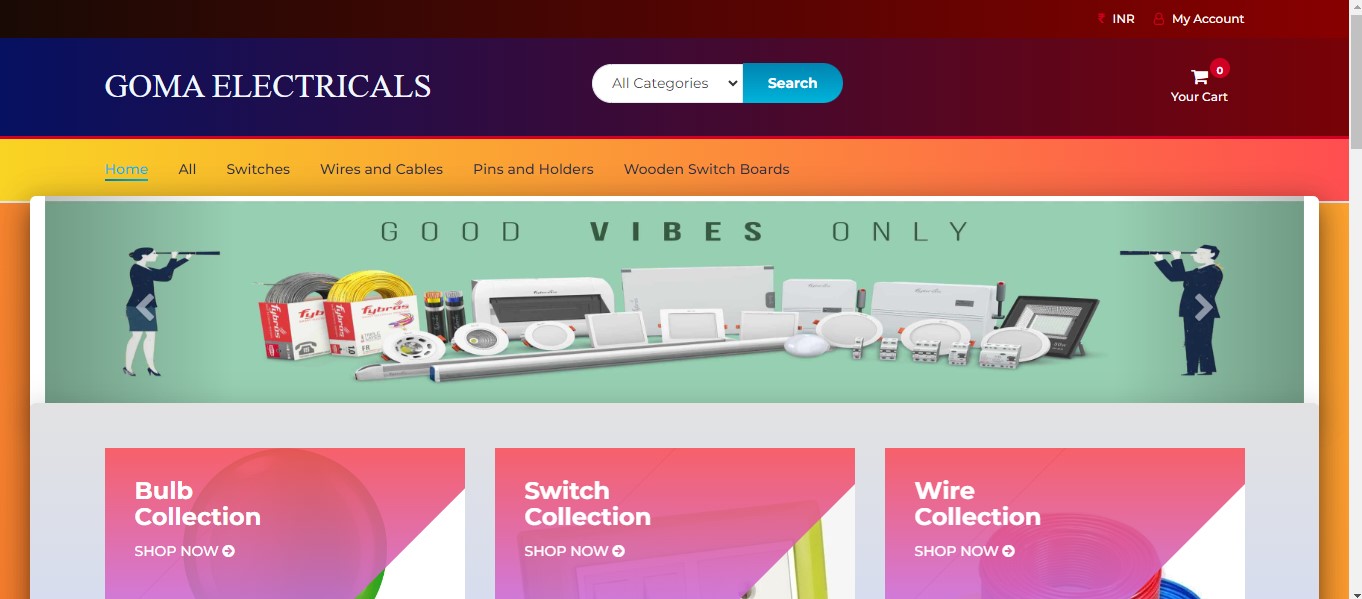 ₹ INR My Account
GOMA ELECTRICALS
All Categories Search
0
Your Cart
Home All Switches Wires and Cables Pins and Holders Wooden Switch Boards
GOOD VIBES ONLY
Fybros
Fybros
FR
Bulb
Collection
SHOP NOW
Switch
Collection
SHOP NOW
Wire
Collection
SHOP NOW